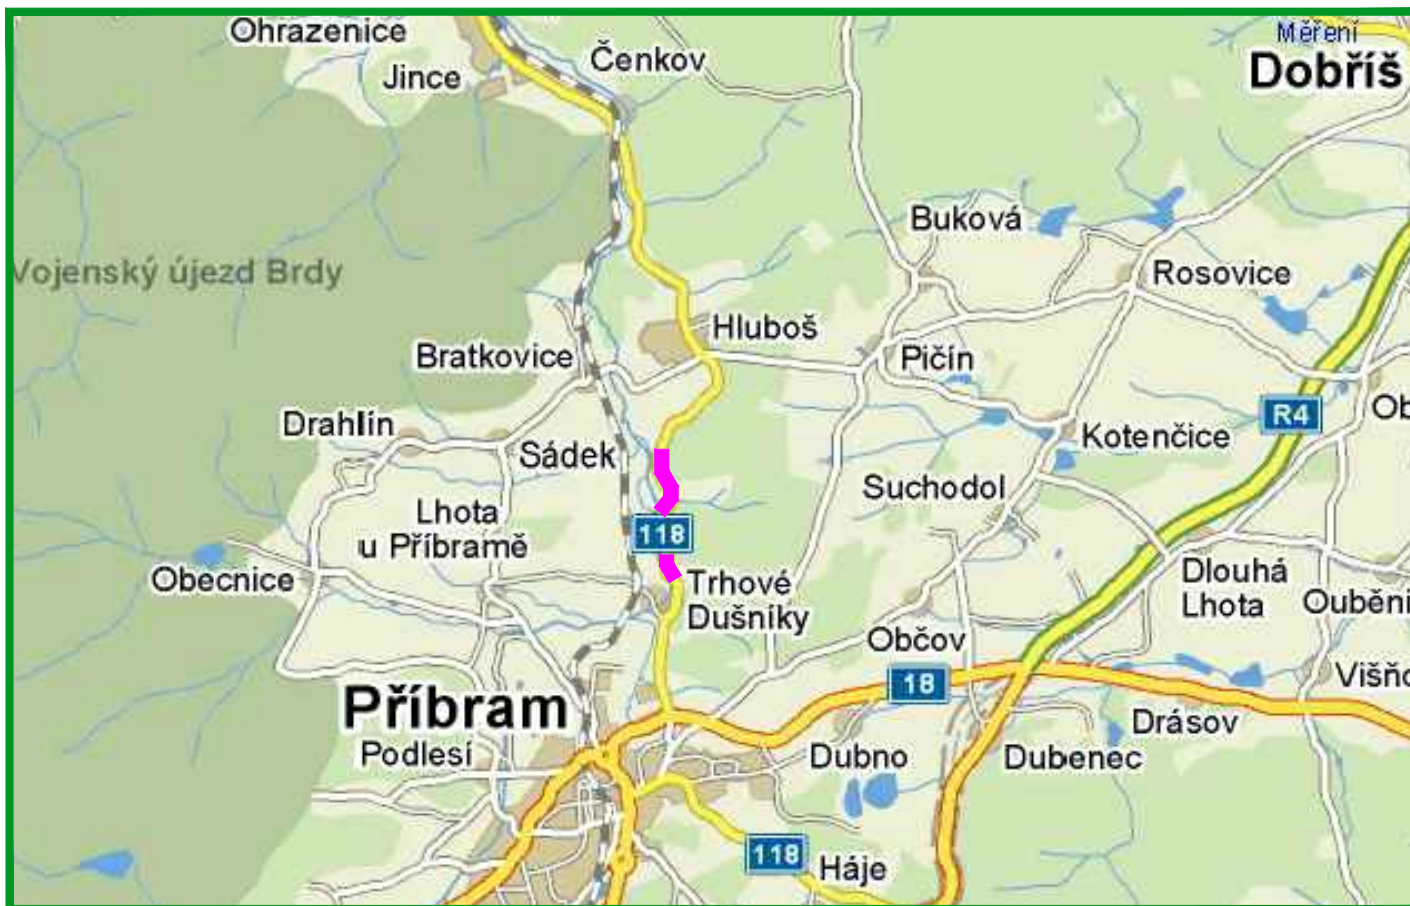 Ohrazenice
Měření
Čenkov
Jince
Dobříš
Buková
Vojenský újezd Brdy
Rosovice
Hluboš
Bratkovice
Pičín
R4
Ob
Drahlín
Kotenčice
Sádek
Suchodol
Lhota
u Příbramě
118
Obecnice
Trhové
Dušníky
Dlouhá
Lhota
Ouběni
Občov
18
Višňo
Příbram
Drásov
Podlesí
Dubno
Dubenec
118
Háje